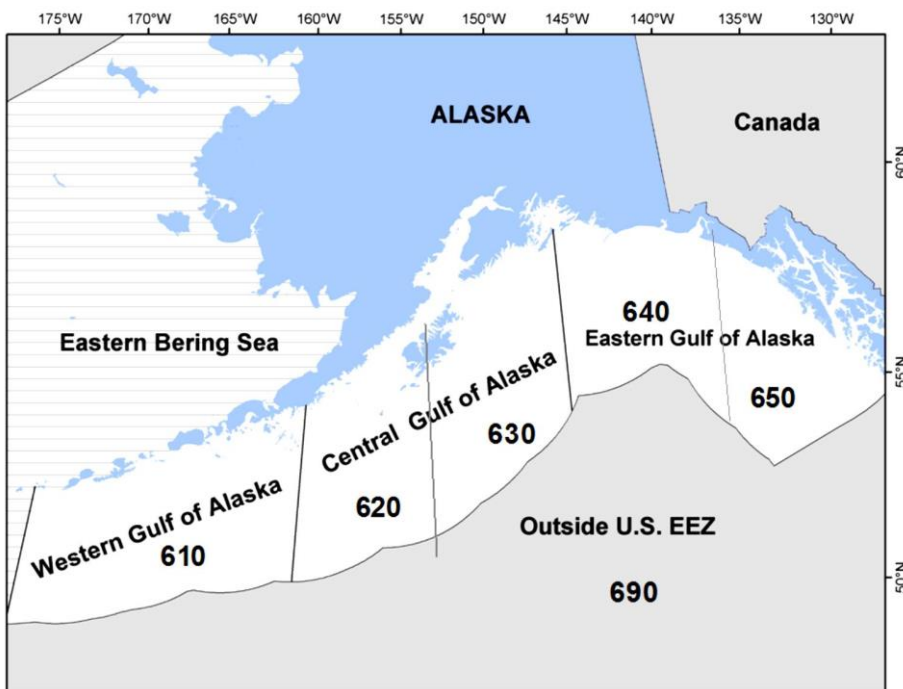 175°W 170°W 165°W 160°W 155°W 150°W 145°W 140°W 135°W 130°W
ALASKA
Canada
60°N
640
Eastern Bering Sea
Eastern Gulf of Alaska
55°N
650
Central Gulf of Alaska
630
620
Western Gulf of Alaska
610
Outside U.S. EEZ
50°N
690